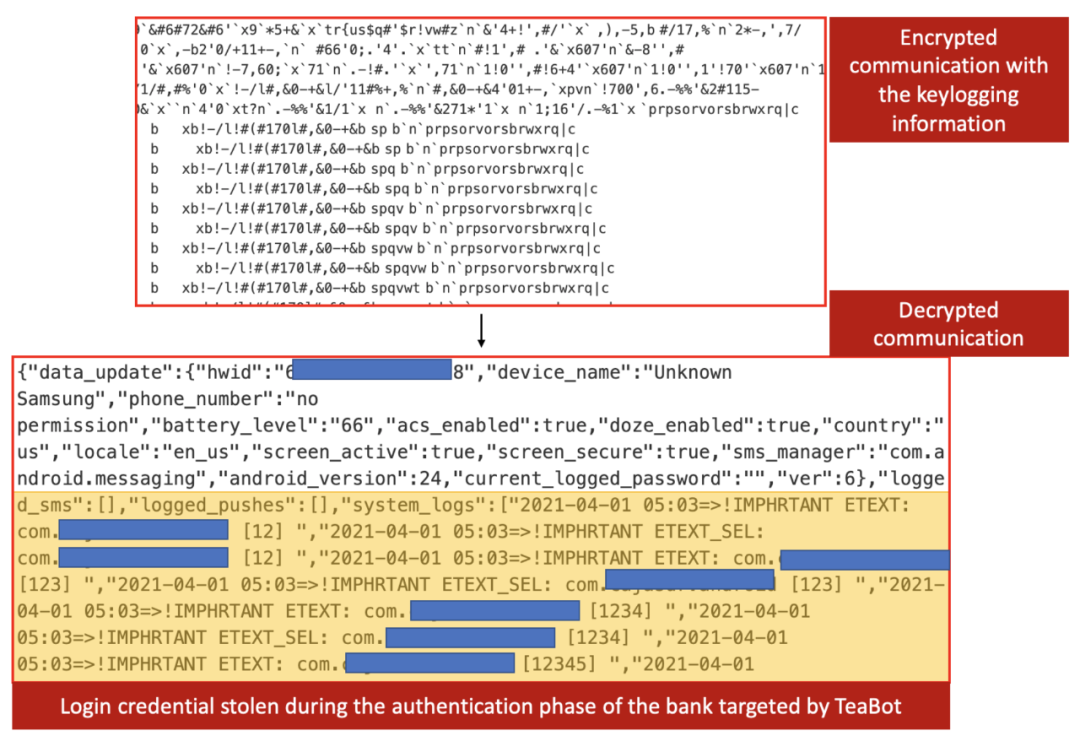 )`&#6#72&#6'`x9`*5+&`x`tr{us$q#'$r!vw#z`n`&'4+!',#/'`x` ,),-5,b #/17,%`n`2*-,',7/
0`x`,-b2'0/+11+-,`n` #66'0;.'4'.`x`tt`n`#!1',# .'&`x607'n`&-8'',#
'&`x607'n`!-7,60;`x`71`n`.-!#.'`x`',71`n`1!0'',#!6+4'`x607'n`1!0'',1'!70'`x607'n`1
'1/#,#%'0`x`!-/l#,&0-+&l/'11#%+,%`n`#,&0-+&4'01+-,`xpvn`!700',6.-%%'&2#115-
0&`x``n`4'0`xt?n`.-%%'&1/1`x n`.-%%'&271*'1`x n`1;16'/.-%1`x `prpsorvorsbrwxrq|c
b xb!-/l!#(#170l#,&0-+&b sp b`n`prpsorvorsbrwxrq|c
b xb!-/l!#(#170l#,&0-+&b sp b`n`prpsorvorsbrwxrq|c
b xb!-/l!#(#170l#,&0-+&b spq b`n`prpsorvorsbrwxrq|c
b xb!-/l!#(#170l#,&0-+&b spq b`n`prpsorvorsbrwxrq|c
b xb!-/l!#(#170l#,&0-+&b spqv b`n`prpsorvorsbrwxrq|c
b xb!-/l!#(#170l#,&0-+&b spqv b`n`prpsorvorsbrwxrq|c
b xb!-/l!#(#170l#,&0-+&b spqvw b`n`prpsorvorsbrwxrq|c
b xb!-/l!#(#170l#,&0-+&b spqvw b`n`prpsorvorsbrwxrq|c
b xb!-/l!#(#170l#,&0-+&b spqvwt b`n`prpsorvorsbrwxrq|c
Encrypted
communication with
the keylogging
information
Decrypted
communication
{"data_update":{"hwid":"6 8","device_name":"Unknown
Samsung","phone_number":"no
permission","battery_level":"66","acs_enabled":true,"doze_enabled":true,"country":"
us","locale":"en_us","screen_active":true,"screen_secure":true,"sms_manager":"com.a
ndroid.messaging","android_version":24,"current_logged_password":"","ver":6},"logge
d_sms":[],"logged_pushes":[],"system_logs":["2021-04-01 05:03=>!IMPHRTANT ETEXT:
com. [12] ","2021-04-01 05:03=>!IMPHRTANT ETEXT_SEL:
com. [12] ","2021-04-01 05:03=>!IMPHRTANT ETEXT: com.
[123] ","2021-04-01 05:03=>!IMPHRTANT ETEXT_SEL: com. [123] ","2021-
04-01 05:03=>!IMPHRTANT ETEXT: com. [1234] ","2021-04-01
05:03=>!IMPHRTANT ETEXT_SEL: com. [1234] ","2021-04-01
05:03=>!IMPHRTANT ETEXT: com. [12345] ","2021-04-01
Login credential stolen during the authentication phase of the bank targeted by TeaBot